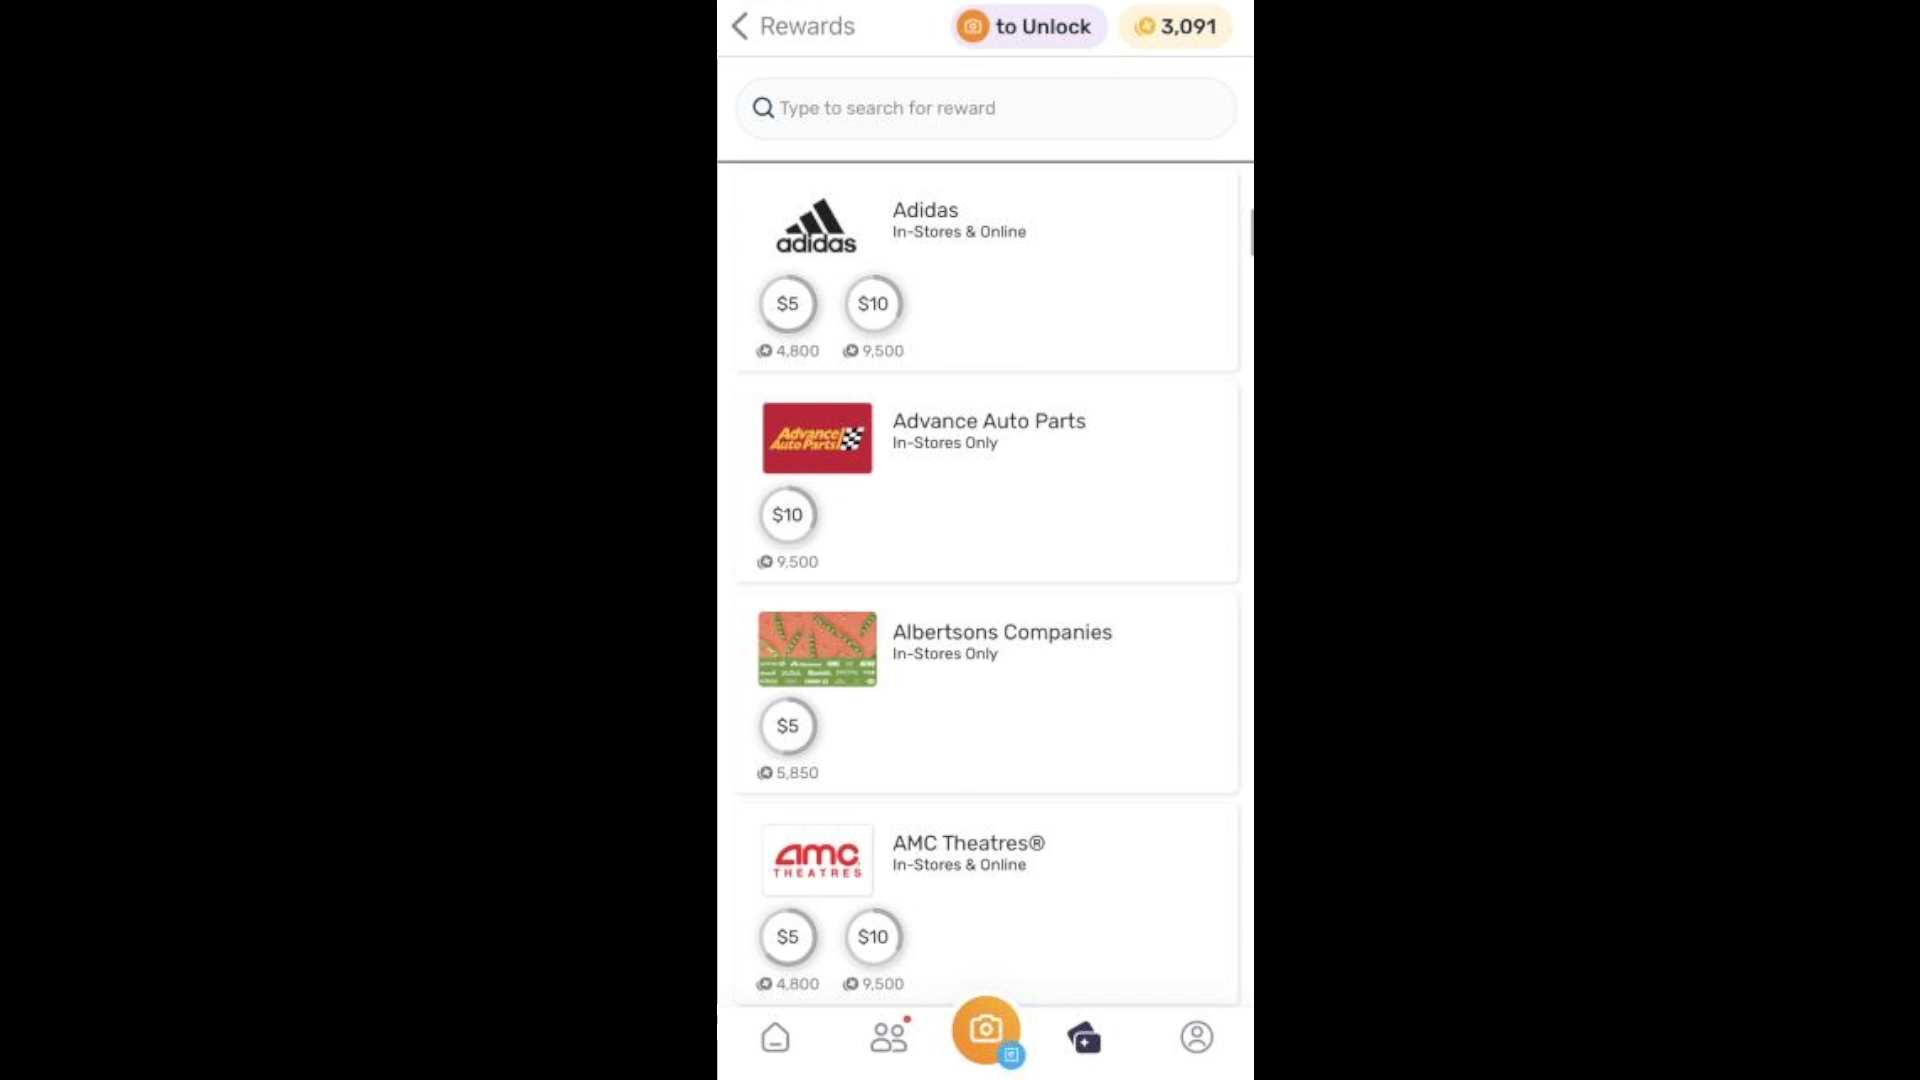 Rewards
to Unlock
3,091
Type to search for reward
adidas
Adidas
In-Stores & Online
$5
$10
4,800
9,500
Advance
Auto Parts
Advance Auto Parts
In-Stores Only
$10
9,500
Albertsons Companies
In-Stores Only
$5
5,850
amc
THEATRES
AMC Theatres®
In-Stores & Online
$5
$10
4,800
9,500